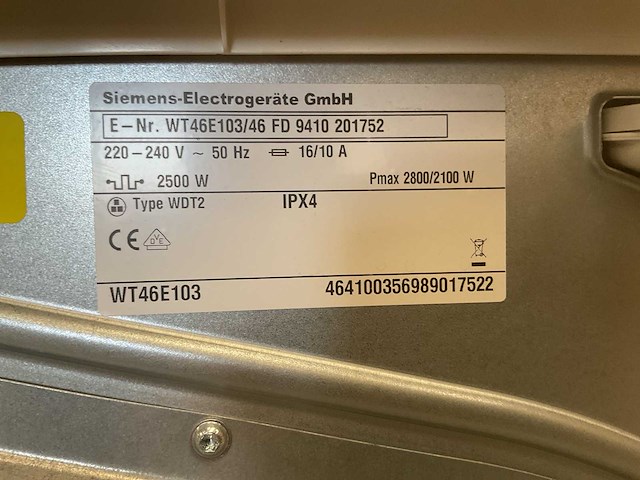 Siemens-Electrogeräte GmbH
E-Nr. WT46E103/46 FD 9410 201752
220-240 V ~ 50 Hz 16/10 A
2500 W Pmax 2800/2100 W
Type WDT2 IPX4
CE VDE
WT46E103 464100356989017522